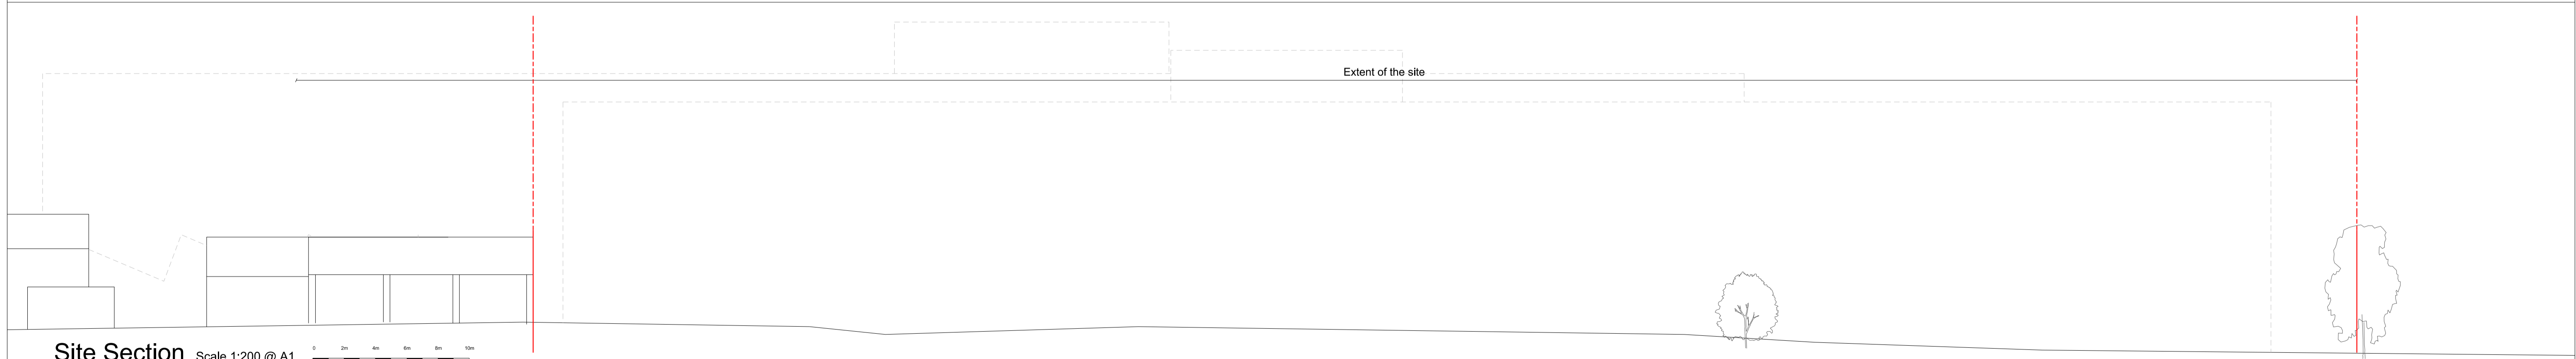 Extent of the site
Site Section Scale 1:200 @ A1
0 2m 4m 6m 8m 10m